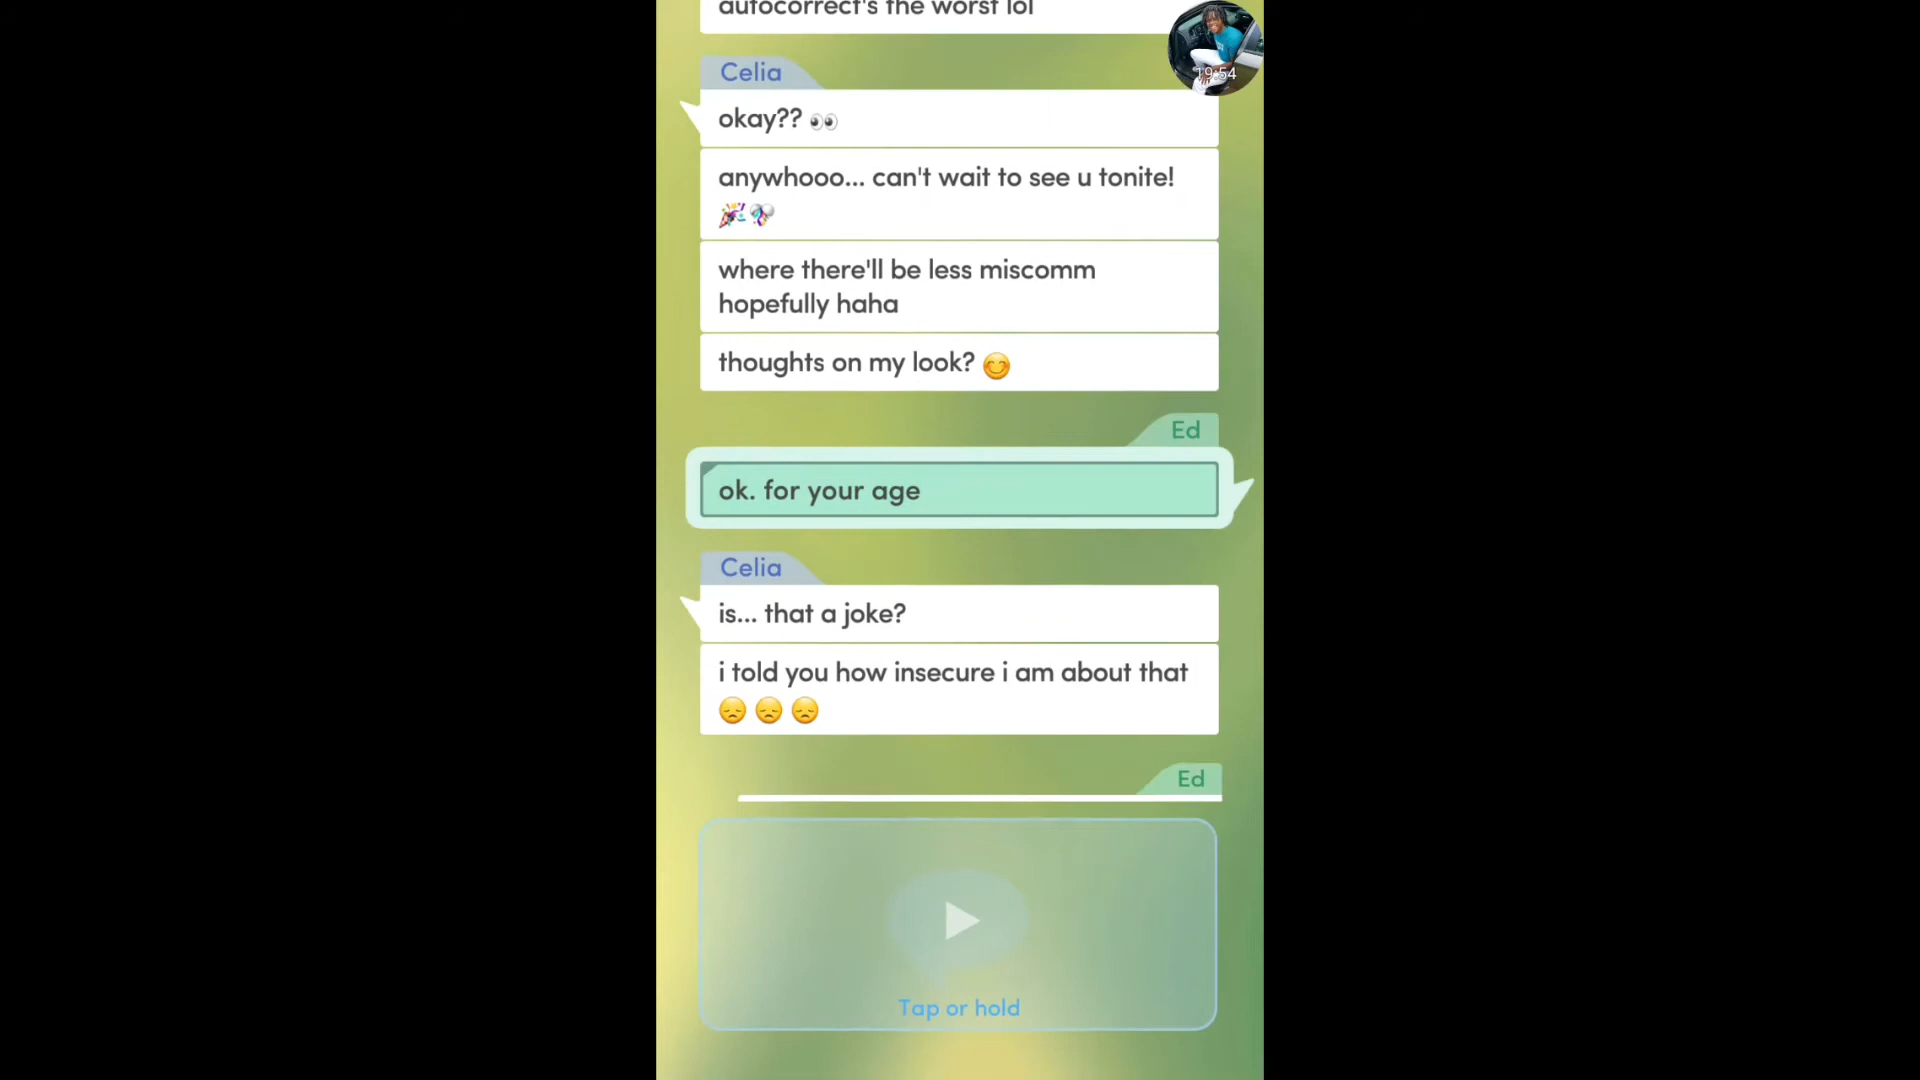 autocorrect's the worst lol
19:54
Celia
okay?? 👀
anywhooo... can't wait to see u tonite!
🎉🎊
where there'll be less miscomm
hopefully haha
thoughts on my look? 😊
Ed
ok. for your age
Celia
is... that a joke?
i told you how insecure i am about that
😞 😞 😞
Ed
Tap or hold